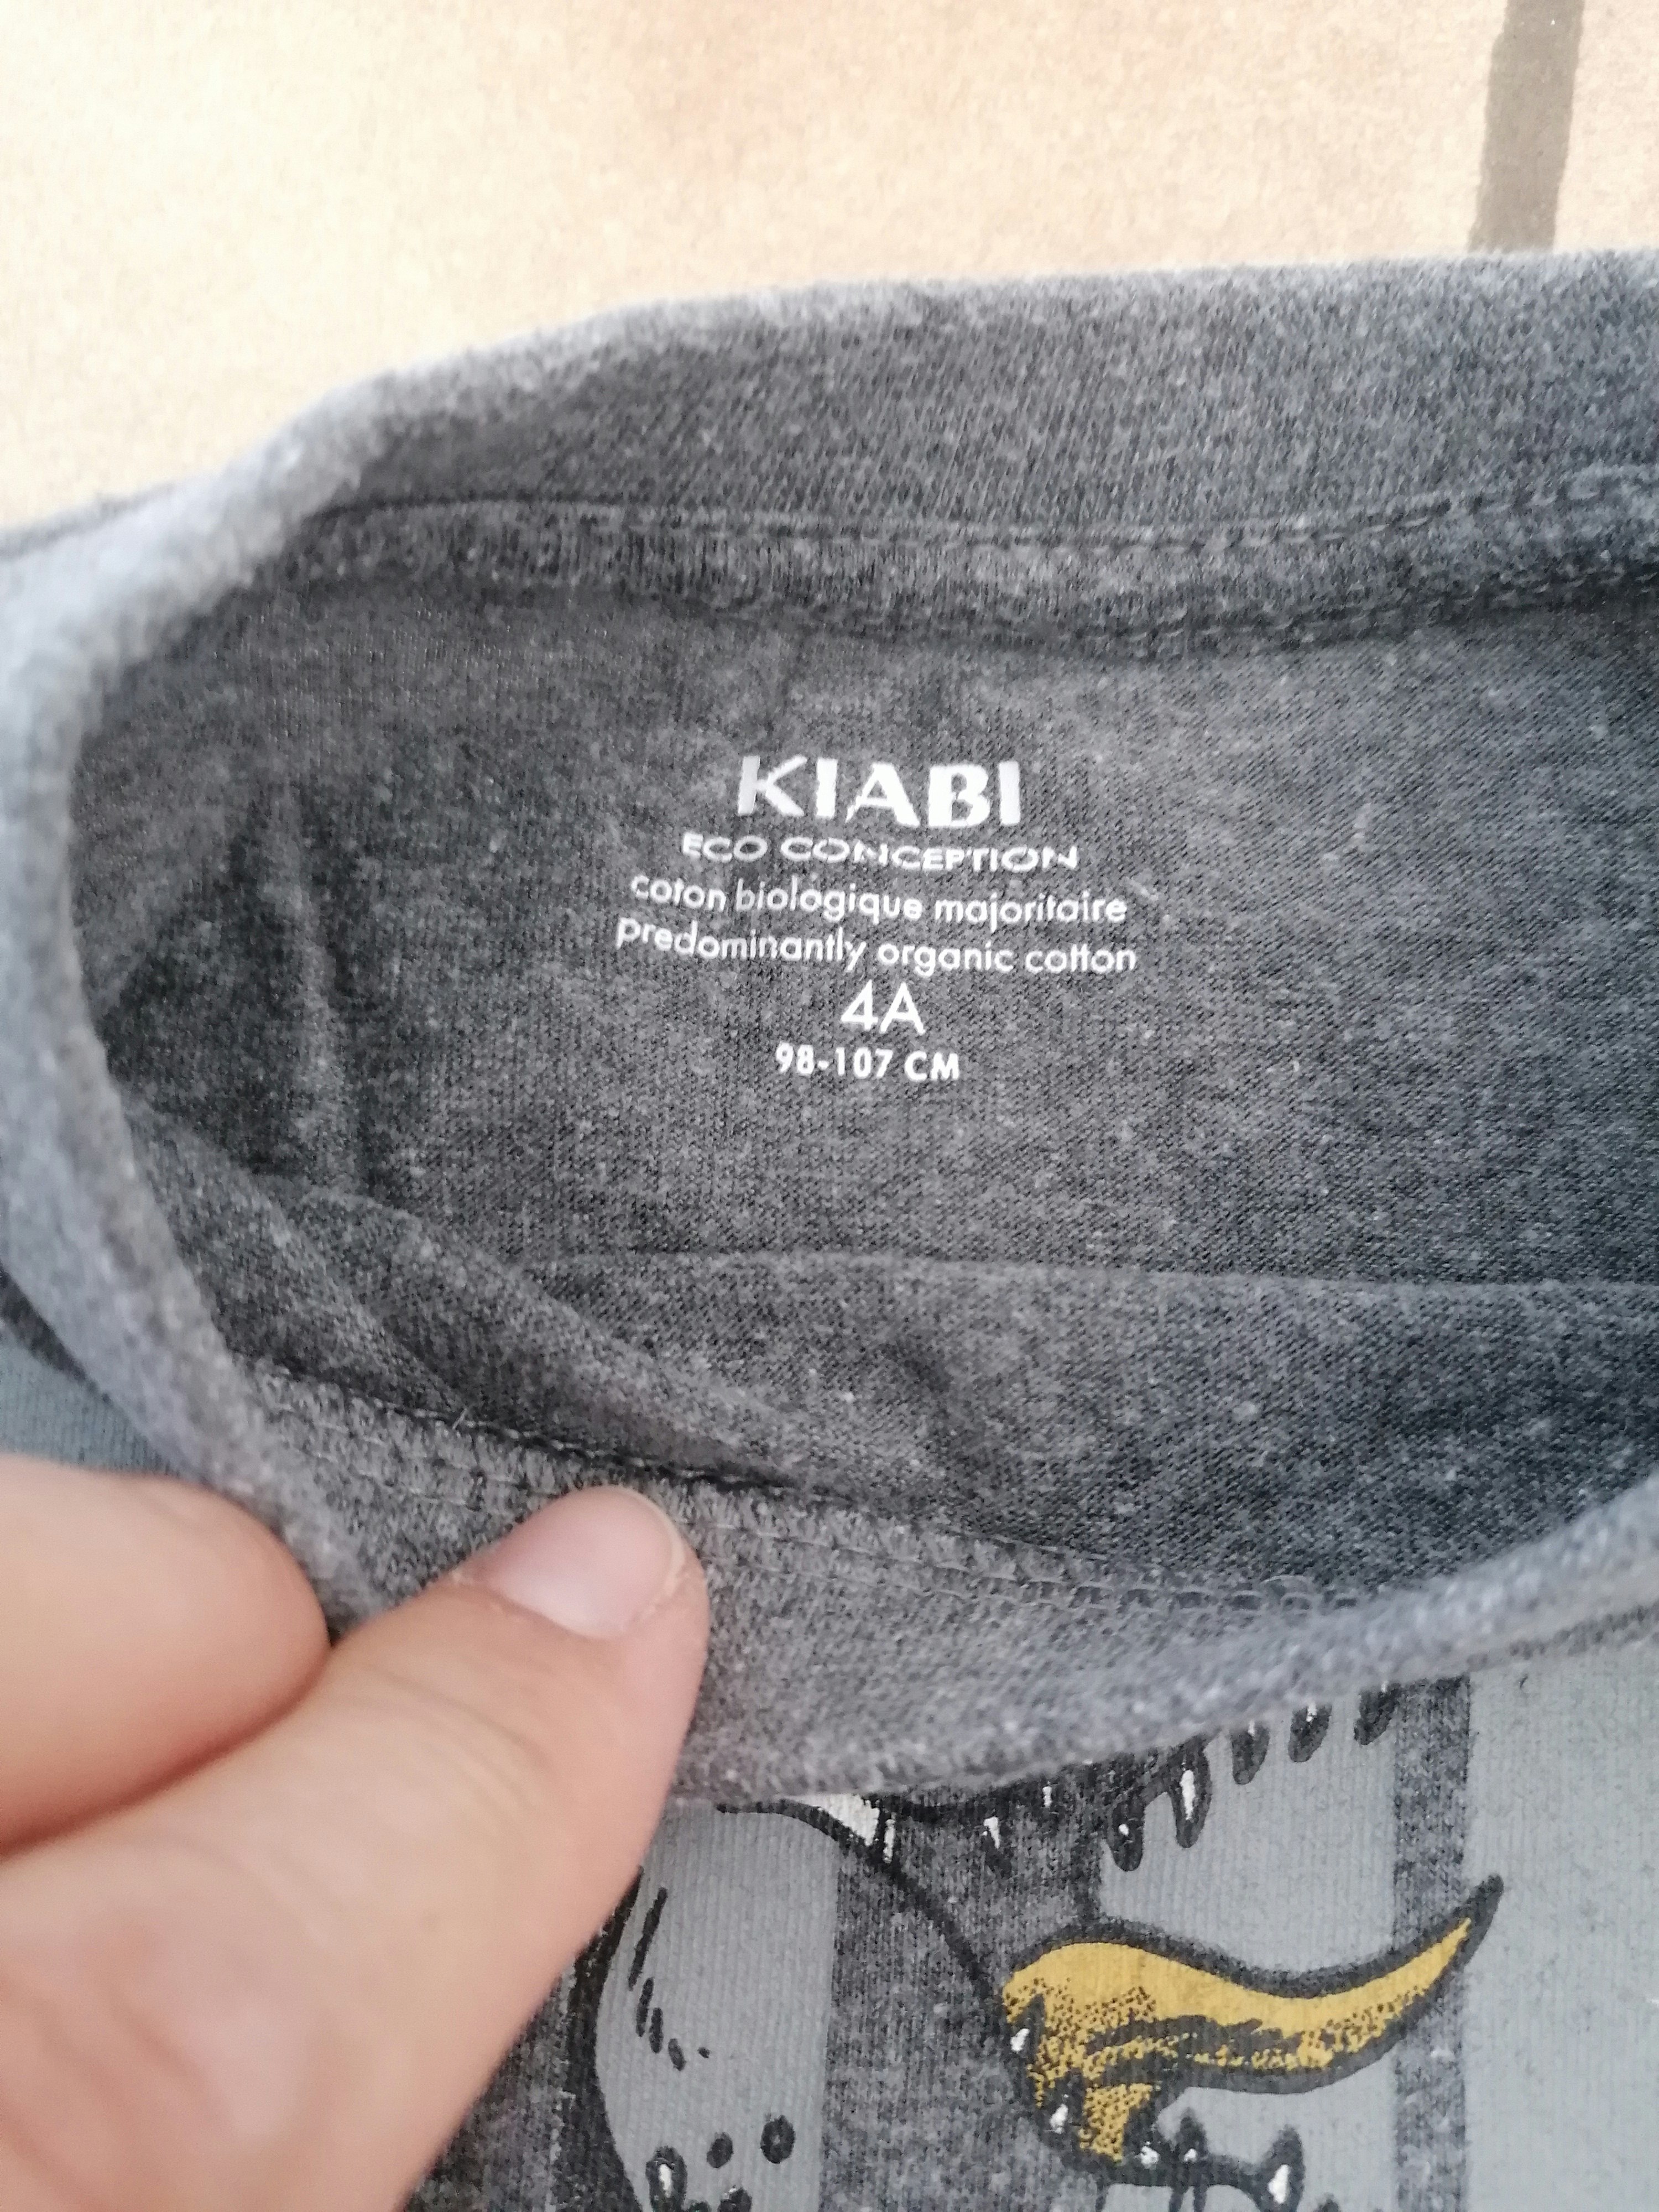 KIABI
ECO CONCEPTION
coton biologique majoritaire
predominantly organic cotton
4A
98-107 CM